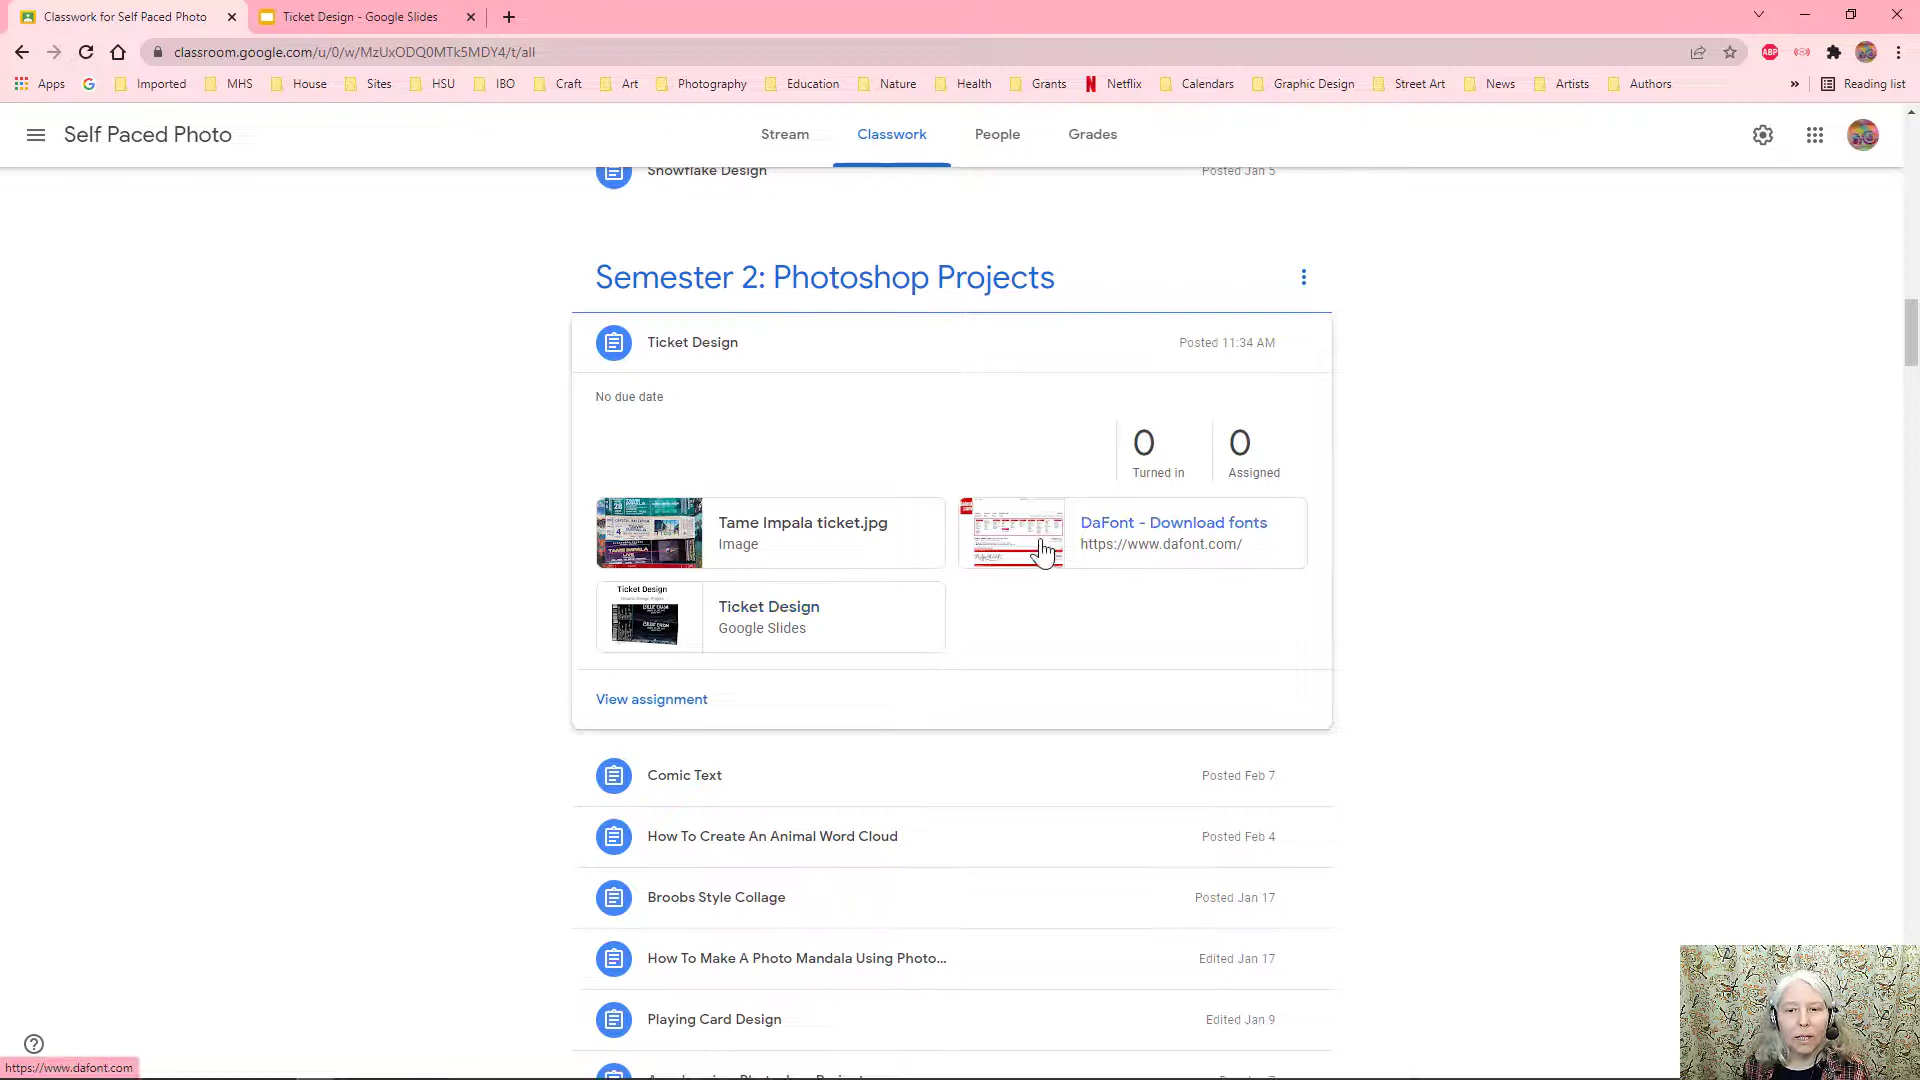 Classwork for Self Paced Photo
Ticket Design - Google Slides
classroom.google.com/u/0/w/MzUxODQ0MTk5MDY4/t/all
ABP
Apps
Imported
MHS
House
Sites
HSU
IBO
Craft
Art
Photography
Education
Nature
Health
Grants
Netflix
Calendars
Graphic Design
Street Art
News
Artists
Authors
»
Reading list
Self Paced Photo
Stream
Classwork
People
Grades
Snowflake Design
Posted Jan 5
Semester 2: Photoshop Projects
Ticket Design
Posted 11:34 AM
No due date
0
0
Turned in
Assigned
Tame Impala ticket.jpg
Image
DaFont - Download fonts
https://www.dafont.com/
Ticket Design
Ticket Design
Google Slides
View assignment
Comic Text
Posted Feb 7
How To Create An Animal Word Cloud
Posted Feb 4
Broobs Style Collage
Posted Jan 17
How To Make A Photo Mandala Using Photo...
Edited Jan 17
Playing Card Design
Edited Jan 9
https://www.dafont.com